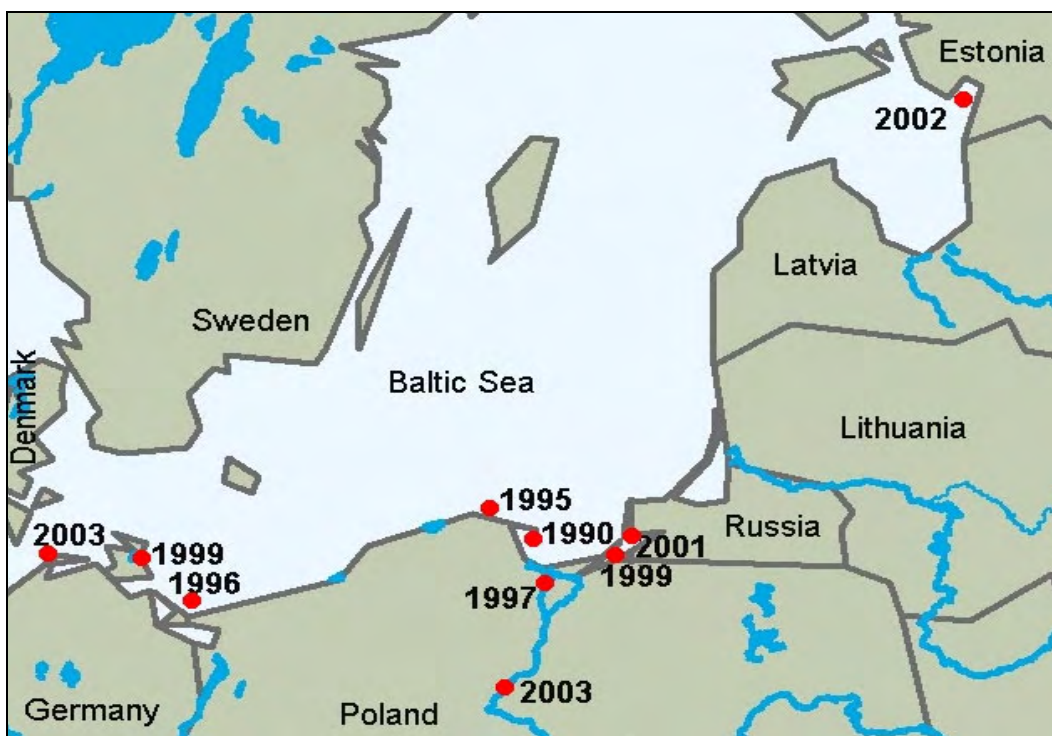 Estonia
2002
Latvia
Sweden
Baltic Sea
Denmark
Lithuania
1995
Russia
1990
2001
2003
1999
1999
1996
1997
2003
Germany
Poland